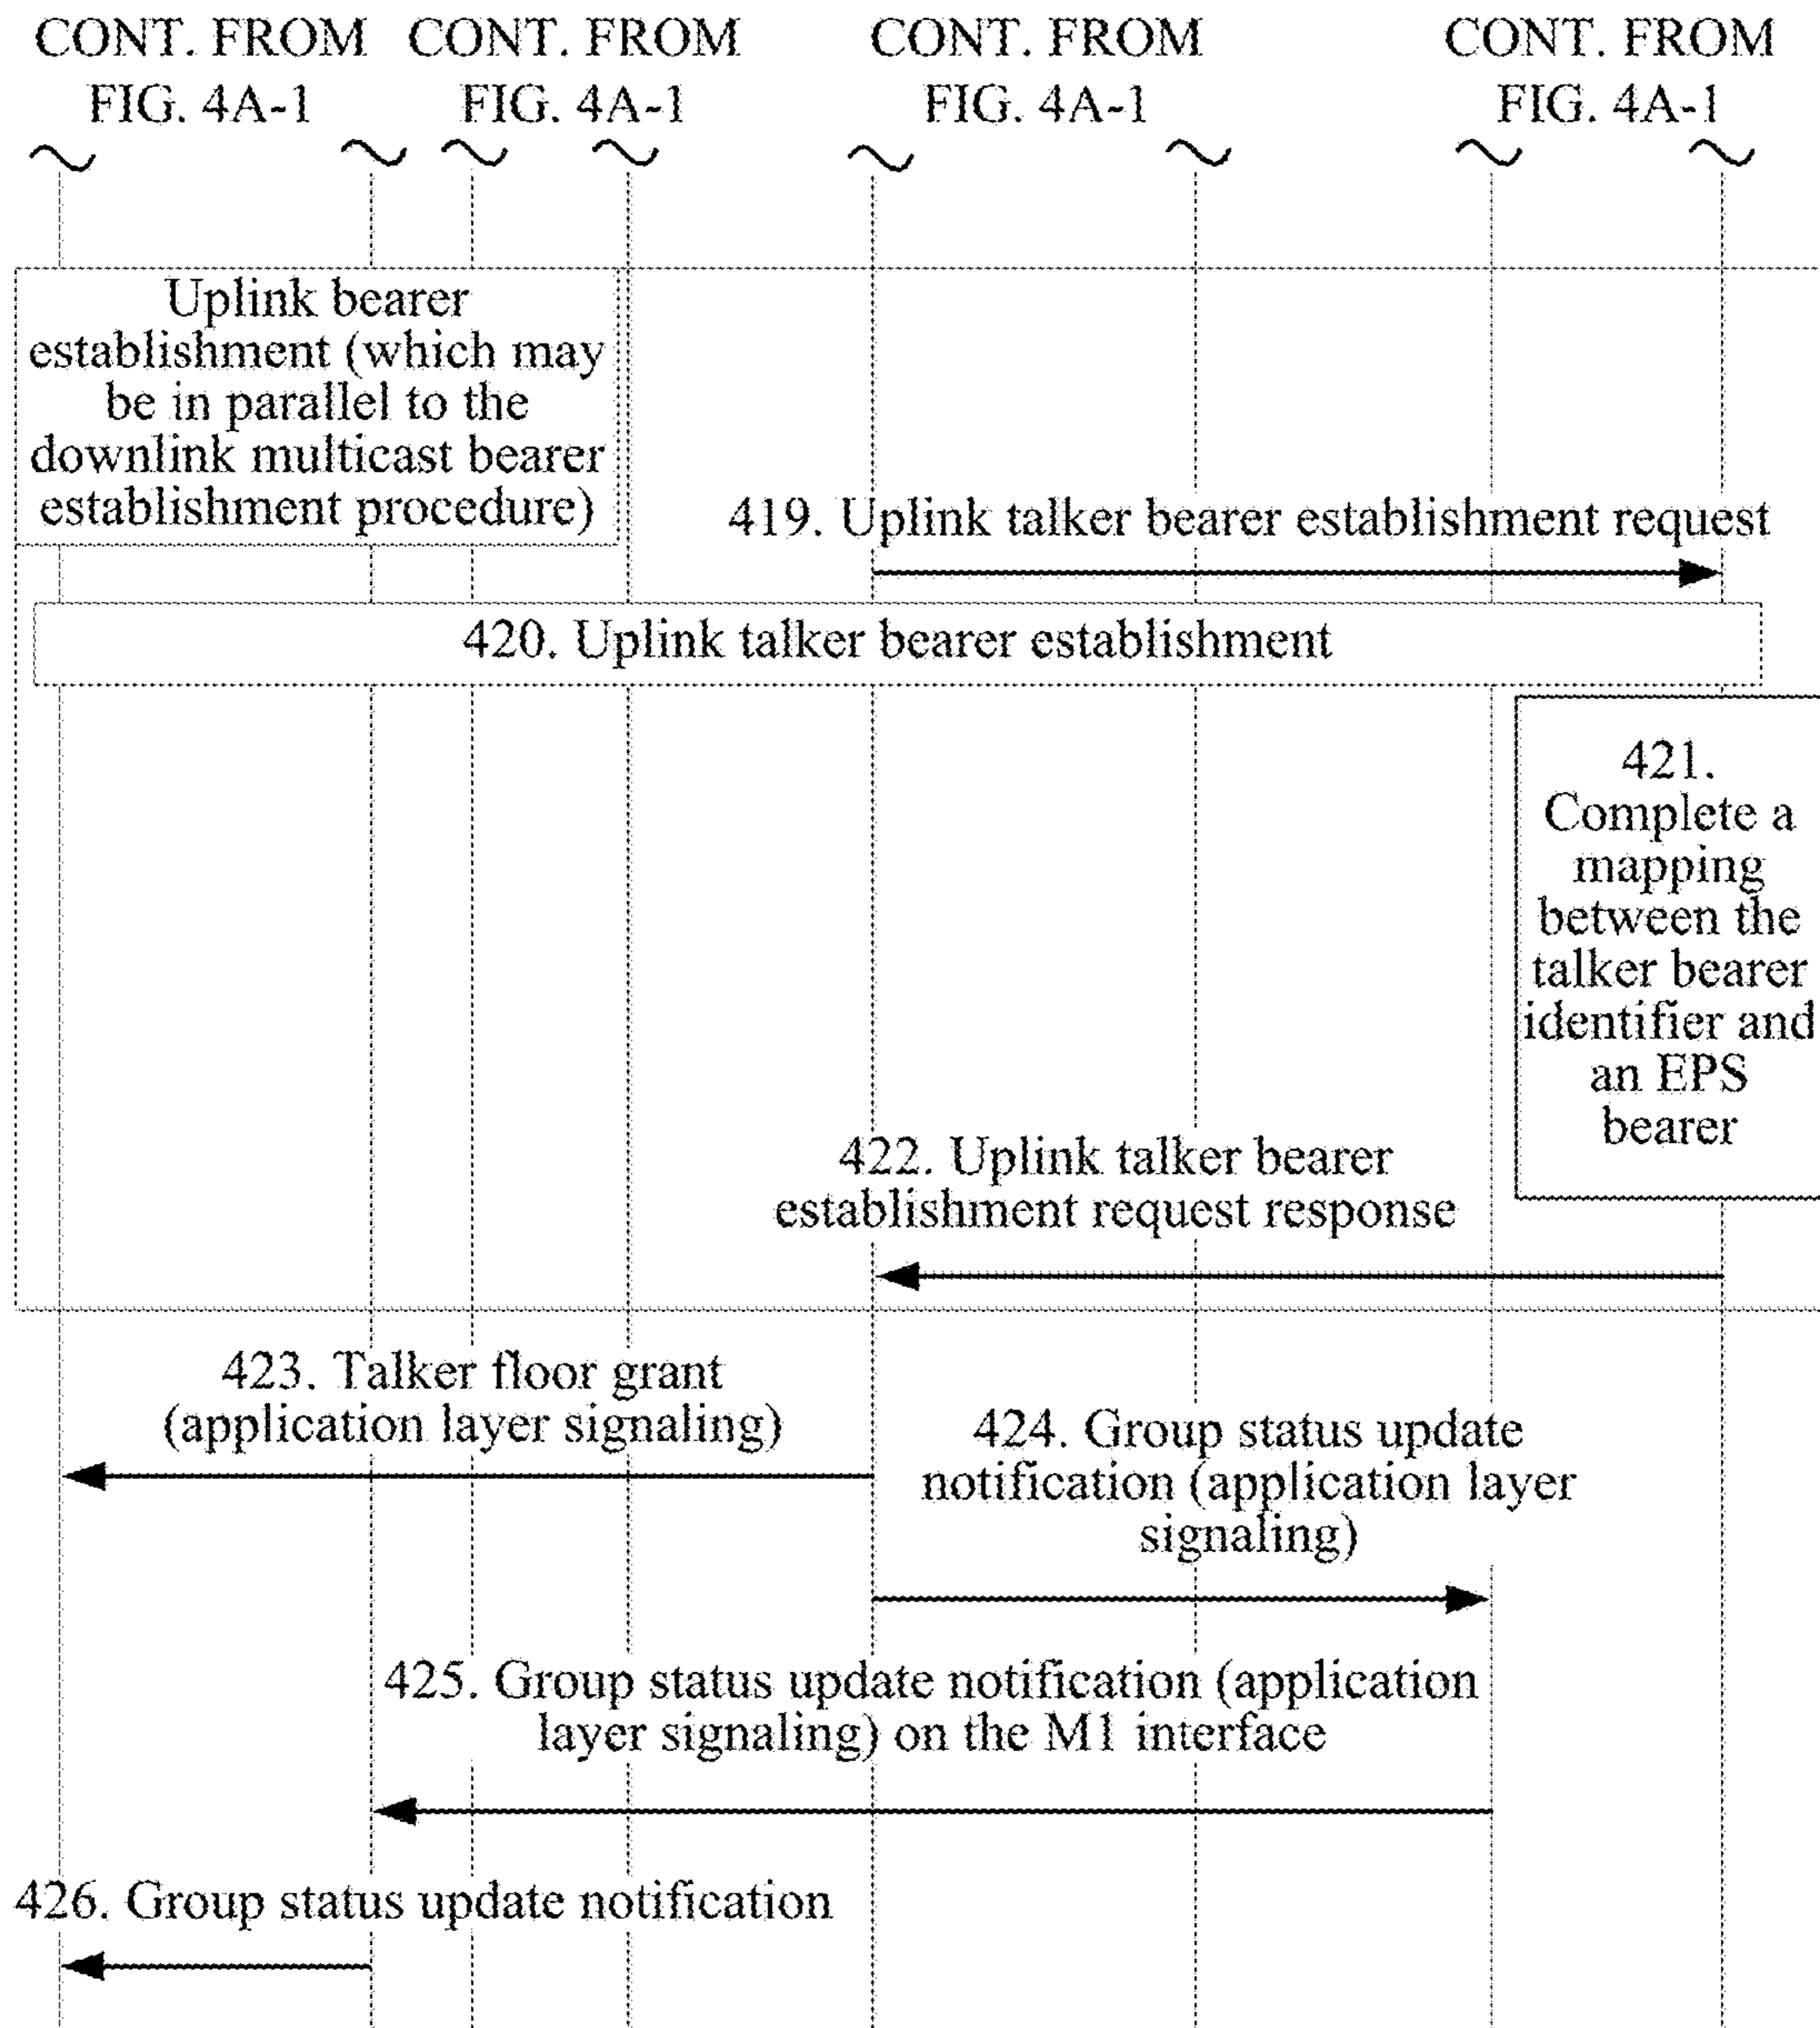 CONT. FROM CONT. FROM CONT. FROM CONT. FROM
FIG. 4A-1 FIG. 4A-1 FIG. 4A-1 FIG. 4A-1
Uplink bearer
establishment (which may
be in parallel to the
downlink multicast bearer
establishment procedure)
419. Uplink talker bearer establishment request
420. Uplink talker bearer establishment
421.
Complete a
mapping
between the
talker bearer
identifier and
an EPS
bearer
422. Uplink talker bearer
establishment request response
423. Talker floor grant
(application layer signaling)
424. Group status update
notification (application layer
signaling)
425. Group status update notification (application
layer signaling) on the M1 interface
426. Group status update notification